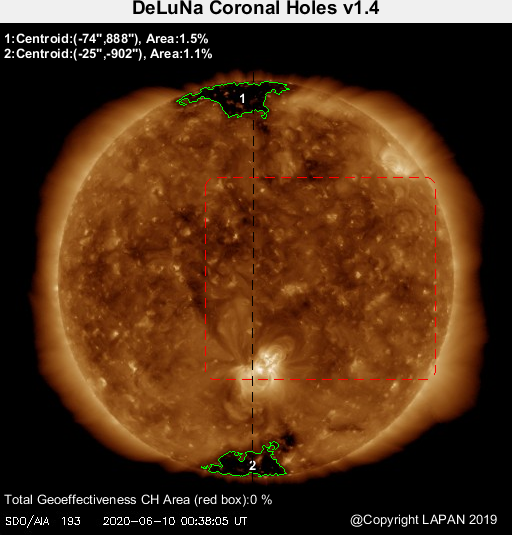 DeLuNa Coronal Holes v1.4
1:Centroid:(-74",888"), Area:1.5%
2:Centroid:(-25",-902"), Area:1.1%
1
2
Total Geoeffectiveness CH Area (red box):0 %
SDO/AIA 193 2020-06-10 00:38:05 UT
@Copyright LAPAN 2019